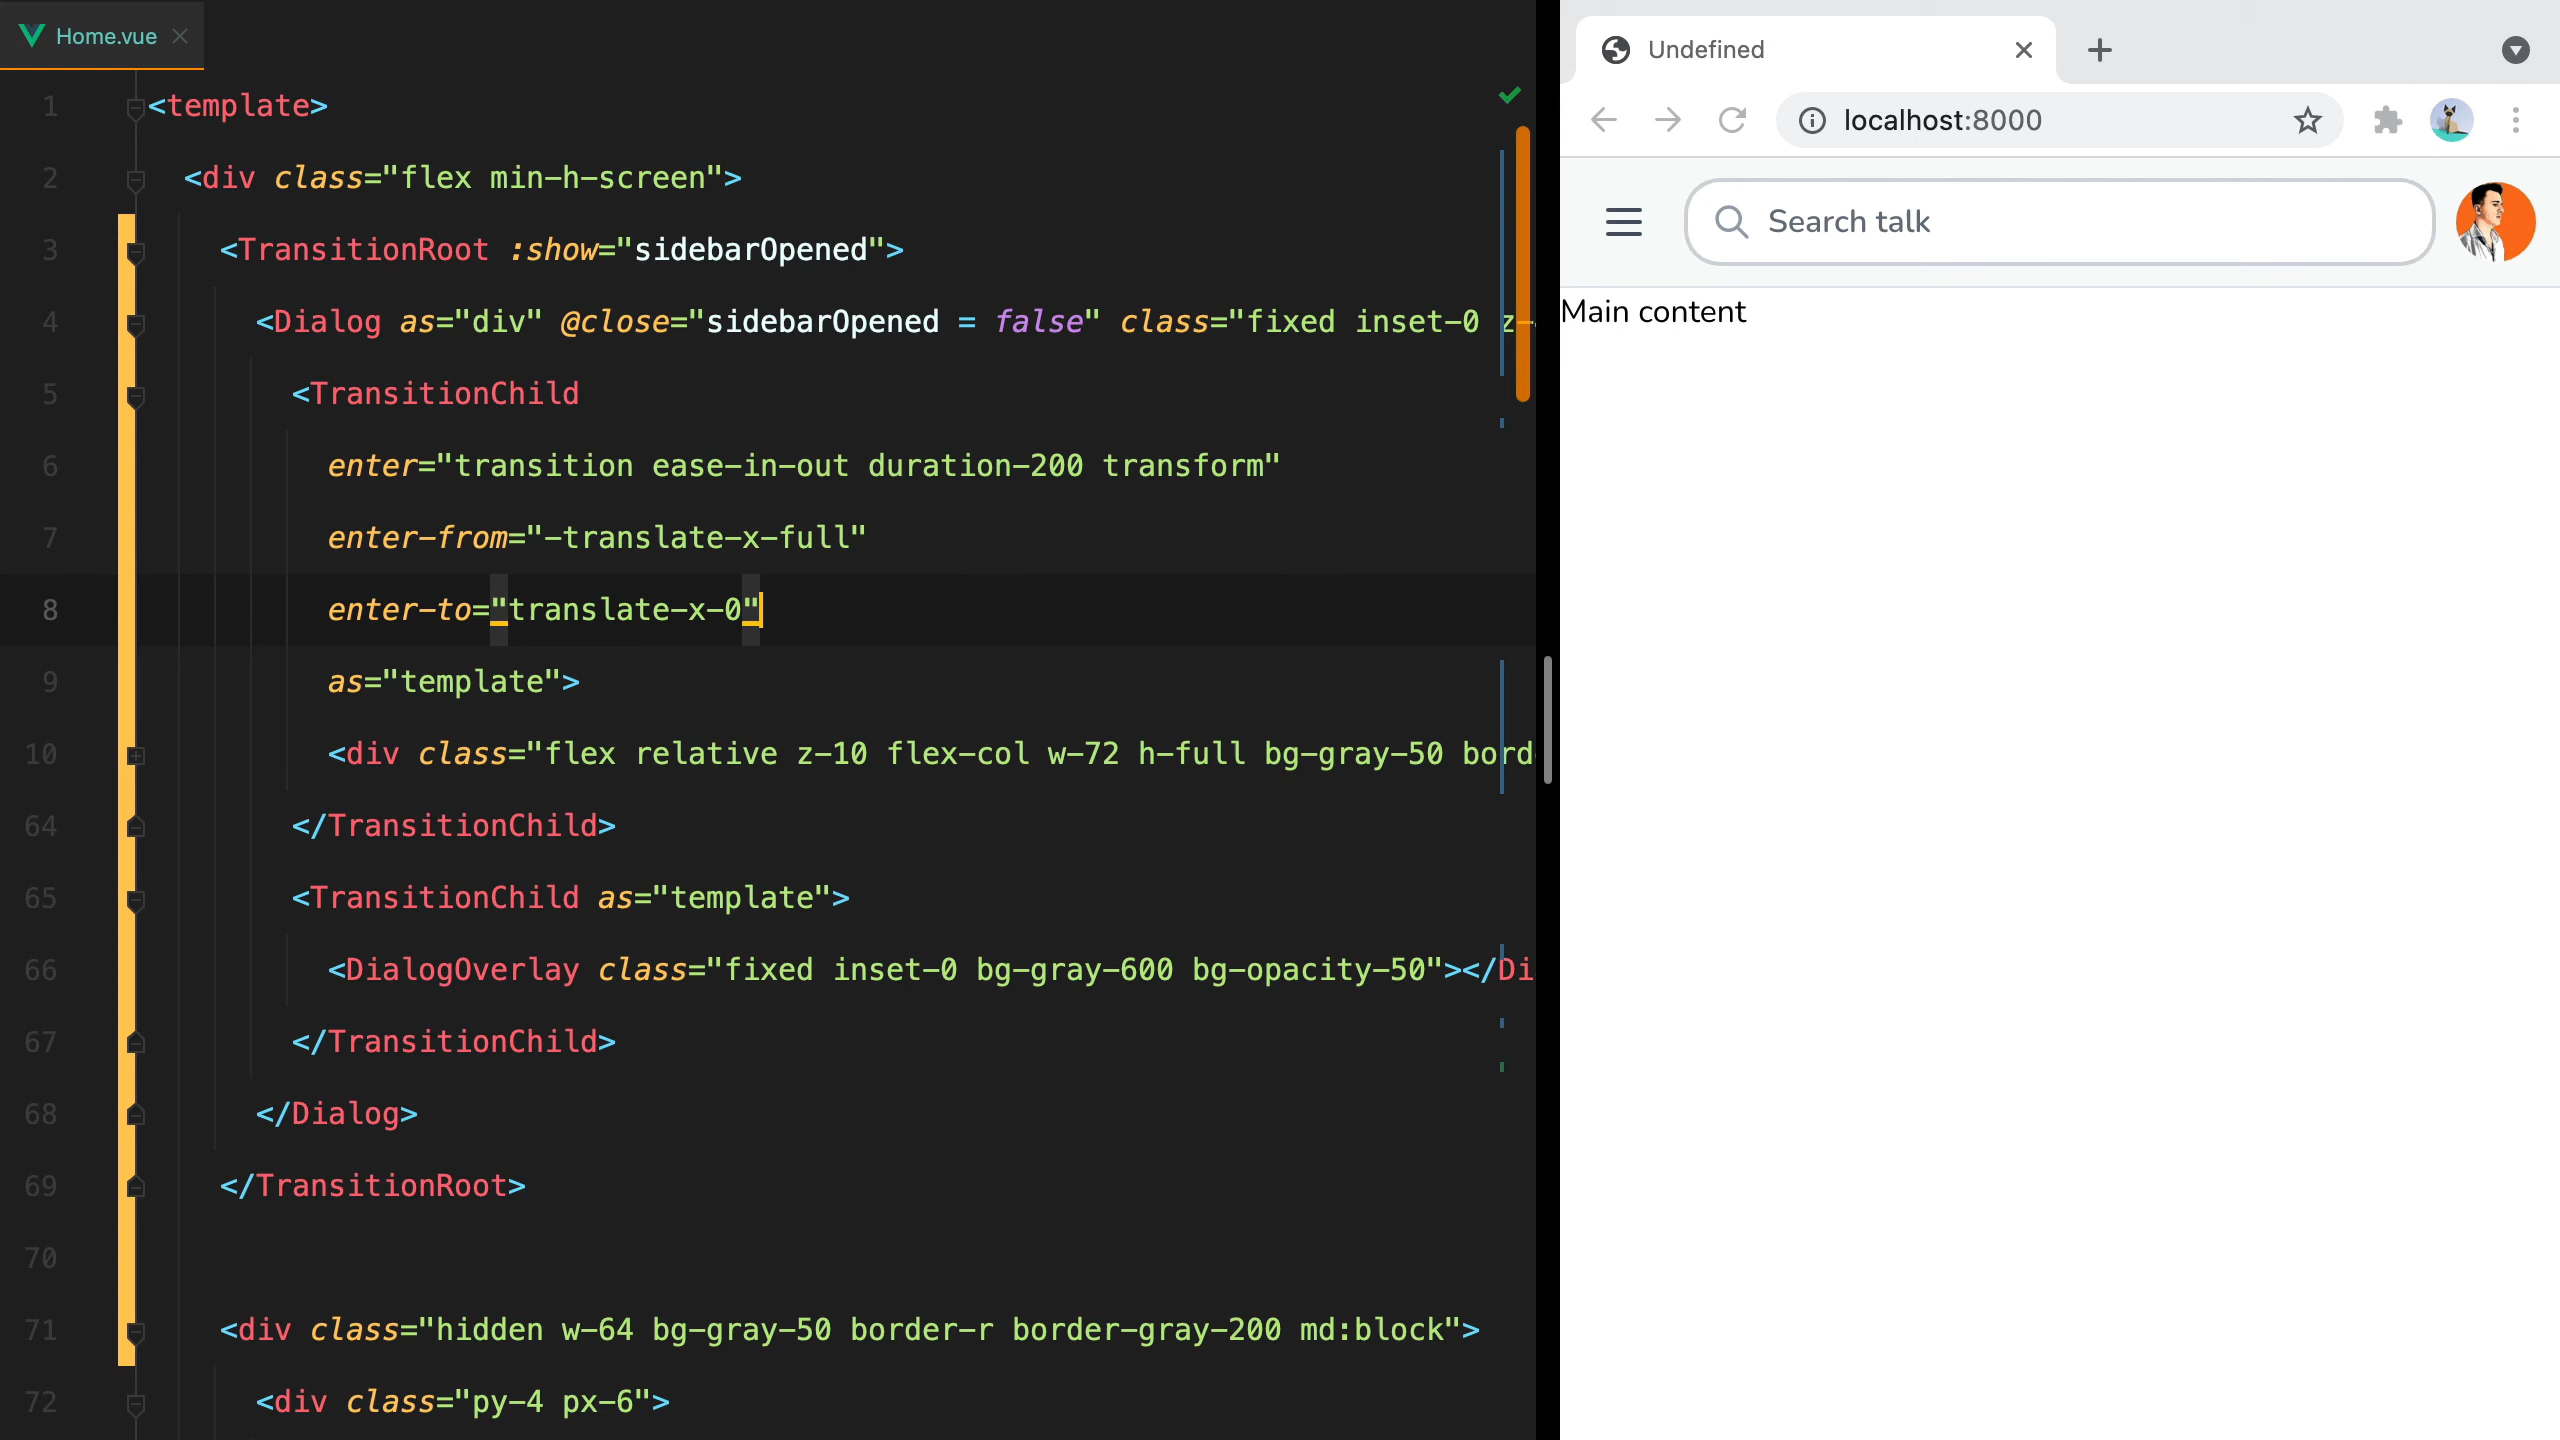 Home.vue
1 <template>
2 <div class="flex min-h-screen">
3 <TransitionRoot :show="sidebarOpened">
4 <Dialog as="div" @close="sidebarOpened = false" class="fixed inset-0 z-
5 <TransitionChild
6 enter="transition ease-in-out duration-200 transform"
7 enter-from="-translate-x-full"
8 enter-to="translate-x-0"
9 as="template">
10 <div class="flex relative z-10 flex-col w-72 h-full bg-gray-50 bord
64 </TransitionChild>
65 <TransitionChild as="template">
66 <DialogOverlay class="fixed inset-0 bg-gray-600 bg-opacity-50"></Di
67 </TransitionChild>
68 </Dialog>
69 </TransitionRoot>
70
71 <div class="hidden w-64 bg-gray-50 border-r border-gray-200 md:block">
72 <div class="py-4 px-6">
Undefined
localhost:8000
Search talk
Main content